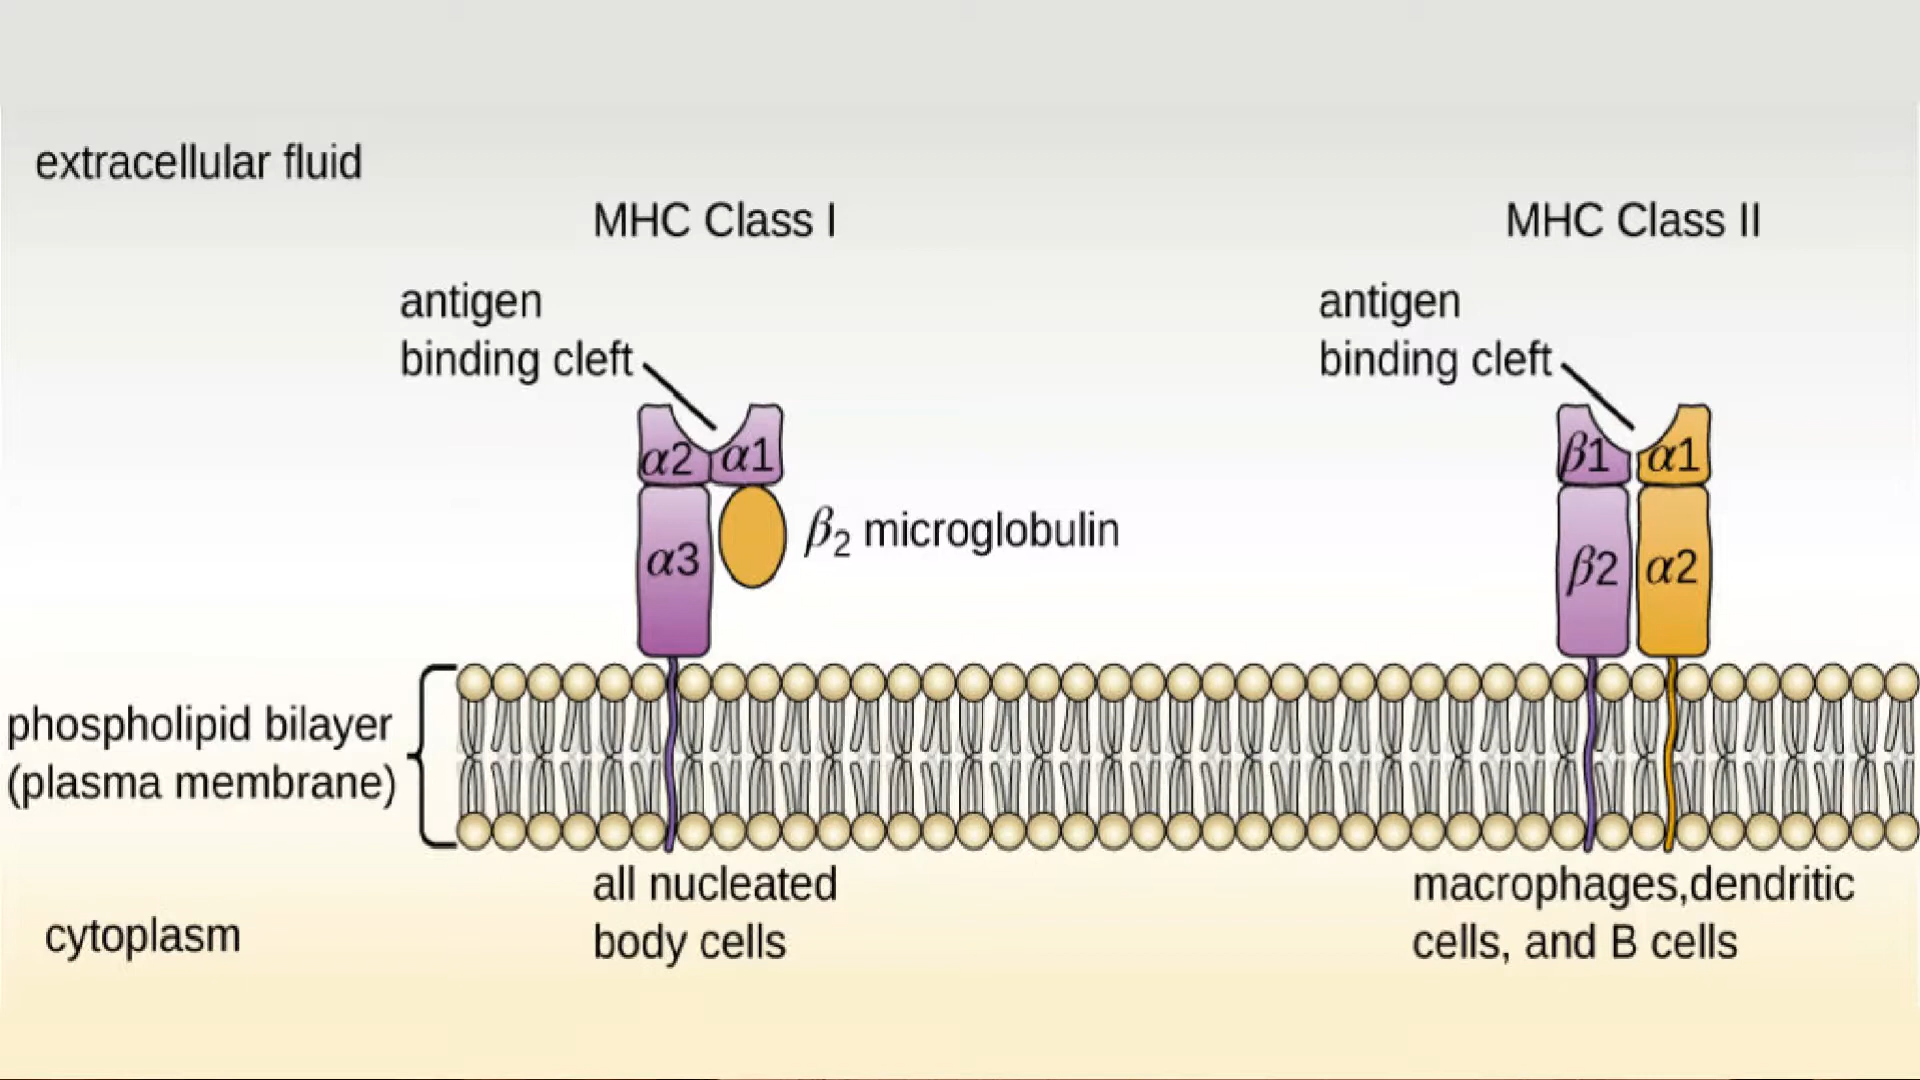 extracellular fluid
MHC Class I
MHC Class II
antigen
binding cleft
antigen
binding cleft
α2
α1
β1
α1
β₂ microglobulin
α3
β2
α2
phospholipid bilayer
(plasma membrane)
all nucleated
body cells
macrophages,dendritic
cells, and B cells
cytoplasm